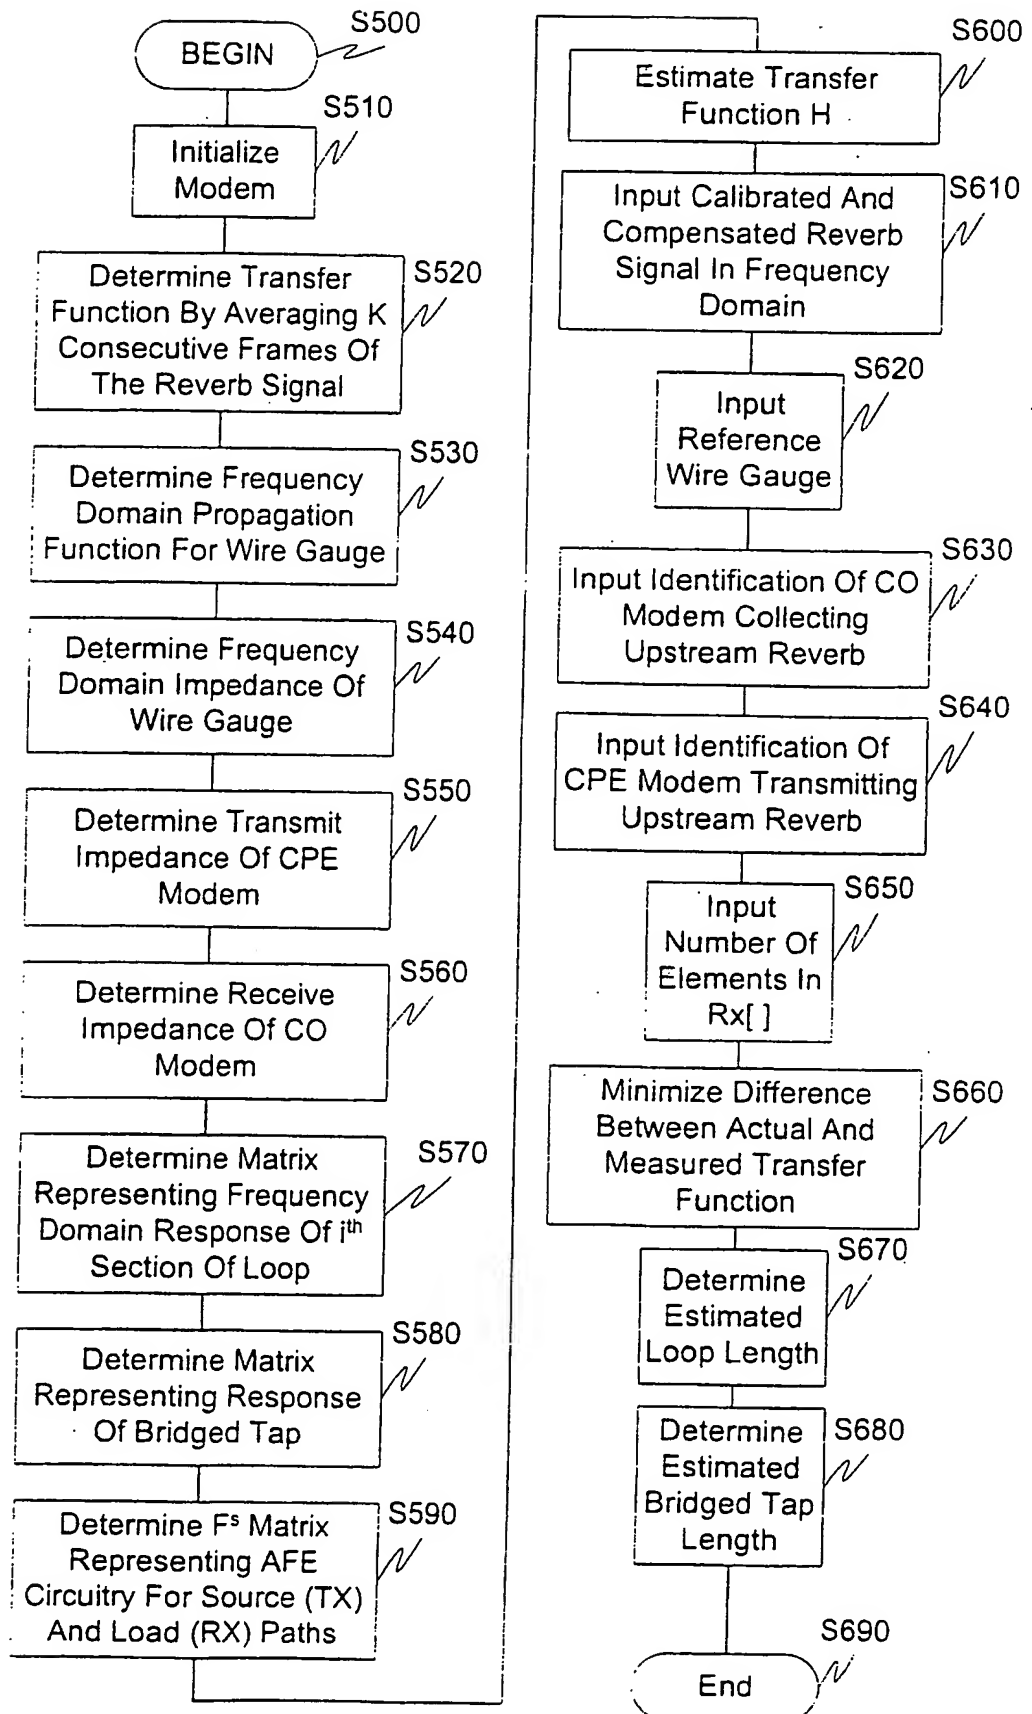 BEGIN
S500
Initialize
Modem
S510
Determine Transfer
Function By Averaging K
Consecutive Frames Of
The Reverb Signal
S520
Determine Frequency
Domain Propagation
Function For Wire Gauge
S530
Determine Frequency
Domain Impedance Of
Wire Gauge
S540
Determine Transmit
Impedance Of CPE
Modem
S550
Determine Receive
Impedance Of CO
Modem
S560
Determine Matrix
Representing Frequency
Domain Response Of iᵗʰ
Section Of Loop
S570
Determine Matrix
Representing Response
Of Bridged Tap
S580
Determine Fˢ Matrix
Representing AFE
Circuitry For Source (TX)
And Load (RX) Paths
S590
Estimate Transfer
Function H
S600
Input Calibrated And
Compensated Reverb
Signal In Frequency
Domain
S610
Input
Reference
Wire Gauge
S620
Input Identification Of CO
Modem Collecting
Upstream Reverb
S630
Input Identification Of
CPE Modem Transmitting
Upstream Reverb
S640
Input
Number Of
Elements In
Rx[ ]
S650
Minimize Difference
Between Actual And
Measured Transfer
Function
S660
Determine
Estimated
Loop Length
S670
Determine
Estimated
Bridged Tap
Length
S680
End
S690